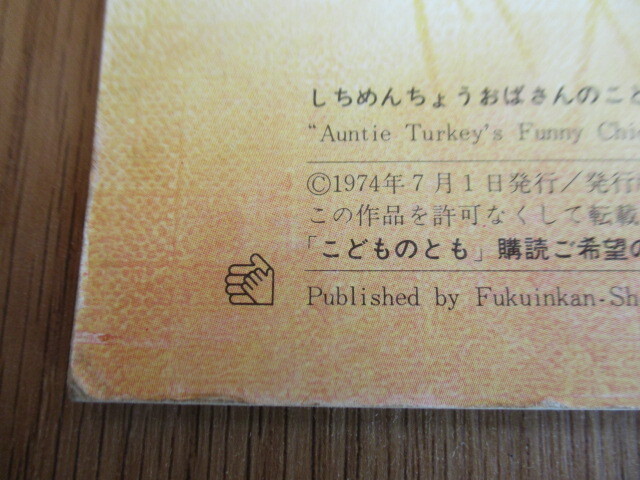 しちめんちょうおばさんのこど
"Auntie Turkey's Funny Chi
©1974年7月1日発行／発行
この作品を許可なくして転載
「こどものとも」購読ご希望の
Published by Fukuinkan-Sh